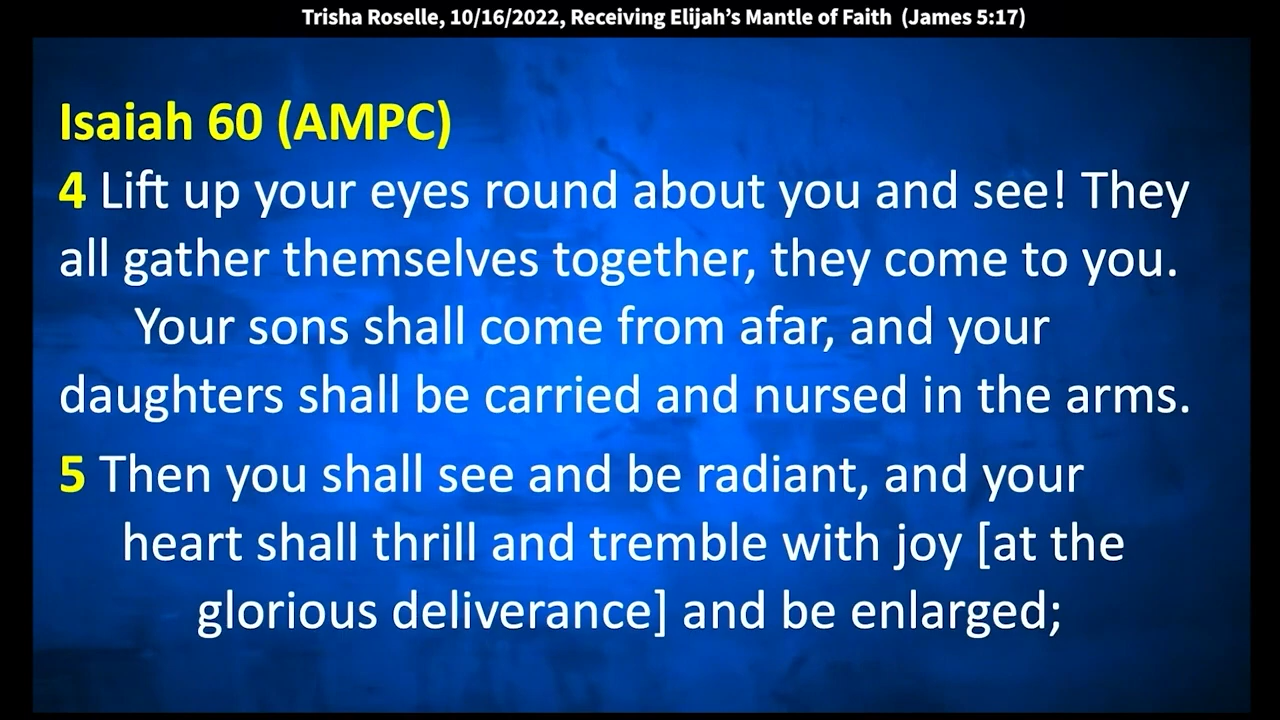 Trisha Roselle, 10/16/2022, Receiving Elijah’s Mantle of Faith (James 5:17)
Isaiah 60 (AMPC)
4 Lift up your eyes round about you and see! They
all gather themselves together, they come to you.
Your sons shall come from afar, and your
daughters shall be carried and nursed in the arms.
5 Then you shall see and be radiant, and your
heart shall thrill and tremble with joy [at the
glorious deliverance] and be enlarged;